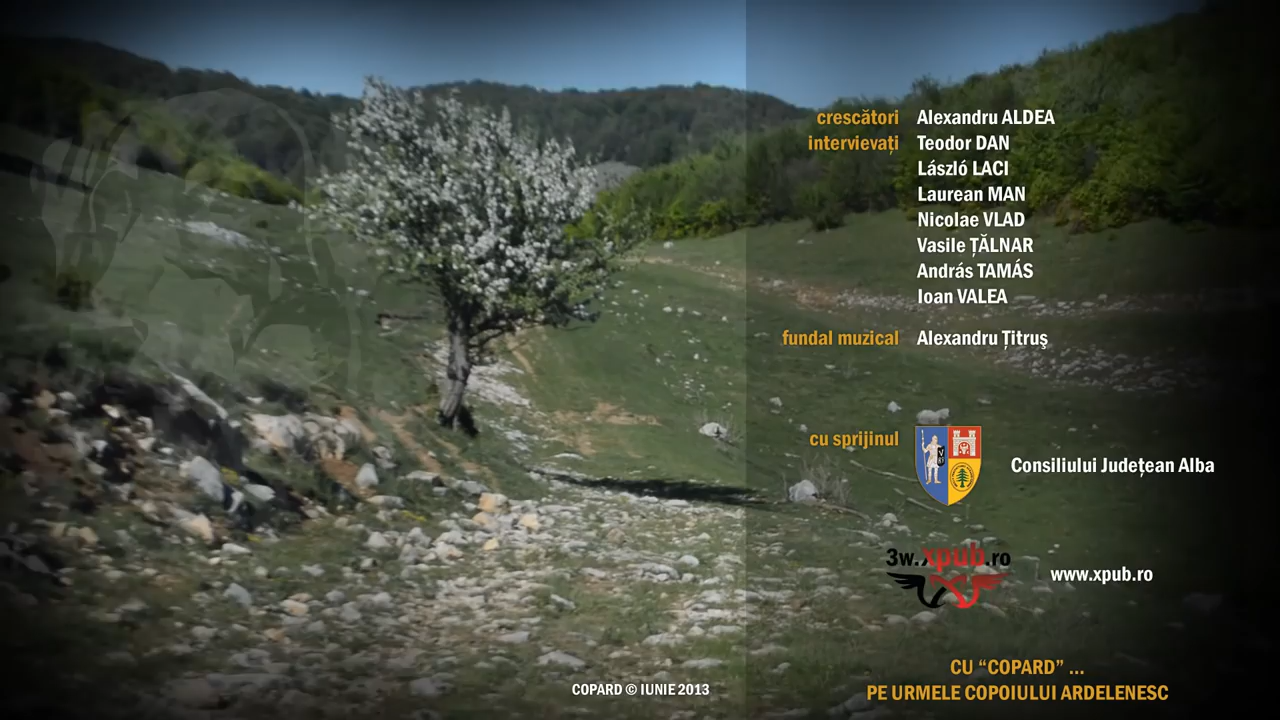 crescători Alexandru ALDEA
intervievați Teodor DAN
László LACI
Laurean MAN
Nicolae VLAD
Vasile ȚĂLNAR
András TAMÁS
Ioan VALEA
fundal muzical Alexandru Țitruş
cu sprijinul
Consiliului Județean Alba
3w.xpub.ro
www.xpub.ro
CU “COPARD” ...
PE URMELE COPOIULUI ARDELENESC
COPARD © IUNIE 2013